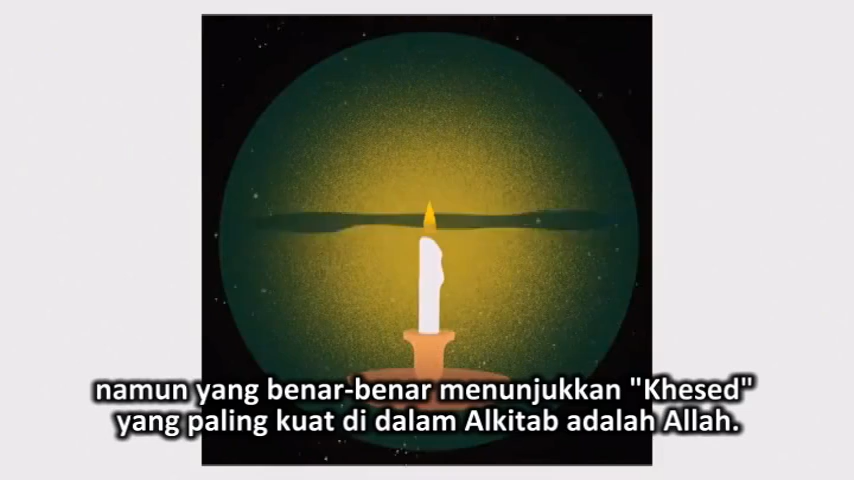 namun yang benar-benar menunjukkan "Khesed"
yang paling kuat di dalam Alkitab adalah Allah.